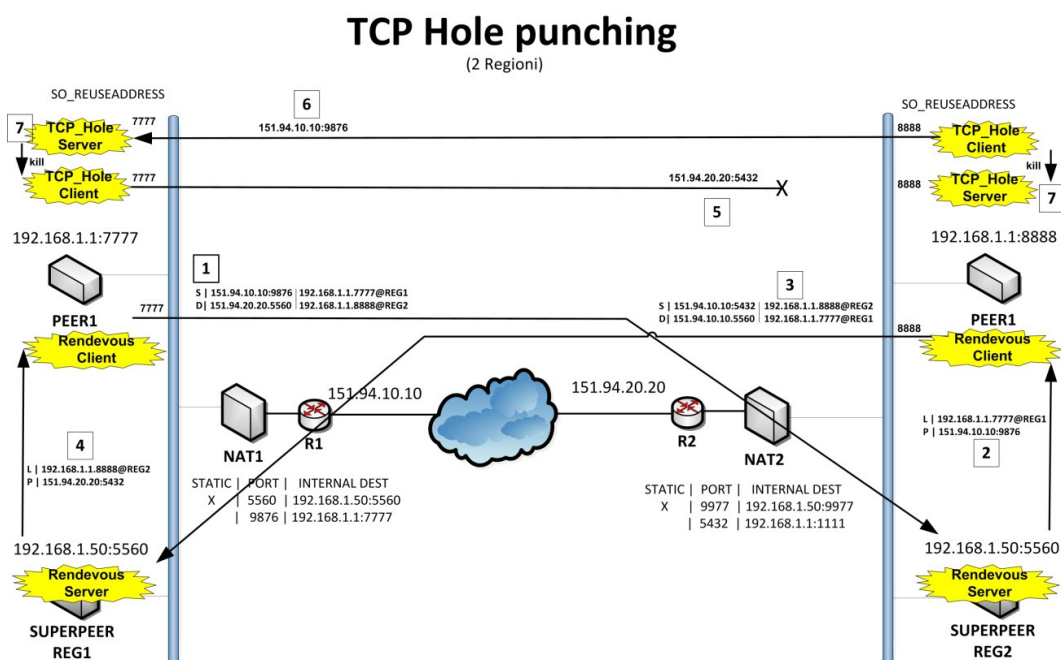 TCP Hole punching
(2 Regioni)
SO_REUSEADDRESS
SO_REUSEADDRESS
6
7
TCP_Hole
Server
7777
151.94.10.10:9876
8888
TCP_Hole
Client
kill
kill
TCP_Hole
Client
7777
151.94.20.20:5432
8888
TCP_Hole
Server
7
5
192.168.1.1:7777
192.168.1.1:8888
1
3
S | 151.94.10.10:9876 | 192.168.1.1.7777@REG1
D| 151.94.20.20.5560 | 192.168.1.1.8888@REG2
S | 151.94.10.10:5432 | 192.168.1.1.8888@REG2
D| 151.94.10.10.5560 | 192.168.1.1.7777@REG1
PEER1
7777
8888
PEER1
Rendevous
Client
Rendevous
Client
151.94.10.10
151.94.20.20
R1
R2
NAT1
NAT2
4
L | 192.168.1.1.8888@REG2
P | 151.94.20.20:5432
L | 192.168.1.1.7777@REG1
P | 151.94.10.10:9876
2
STATIC | PORT | INTERNAL DEST
X | 5560 | 192.168.1.50:5560
| 9876 | 192.168.1.1:7777
STATIC | PORT | INTERNAL DEST
X | 9977 | 192.168.1.50:9977
| 5432 | 192.168.1.1:1111
192.168.1.50:5560
192.168.1.50:5560
Rendevous
Server
Rendevous
Server
SUPERPEER
REG1
SUPERPEER
REG2